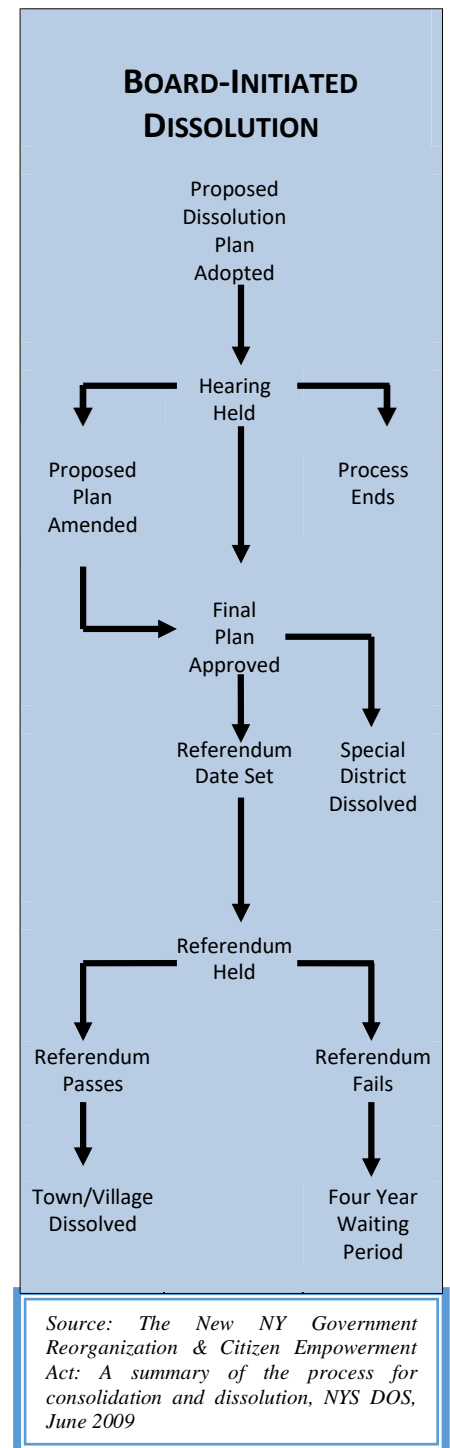 BOARD-INITIATED
DISSOLUTION
Proposed
Dissolution
Plan
Adopted
Hearing
Held
Proposed
Plan
Amended
Process
Ends
Final
Plan
Approved
Referendum
Date Set
Special
District
Dissolved
Referendum
Held
Referendum
Passes
Referendum
Fails
Town/Village
Dissolved
Four Year
Waiting
Period
Source: The New NY Government
Reorganization & Citizen Empowerment
Act: A summary of the process for
consolidation and dissolution, NYS DOS,
June 2009